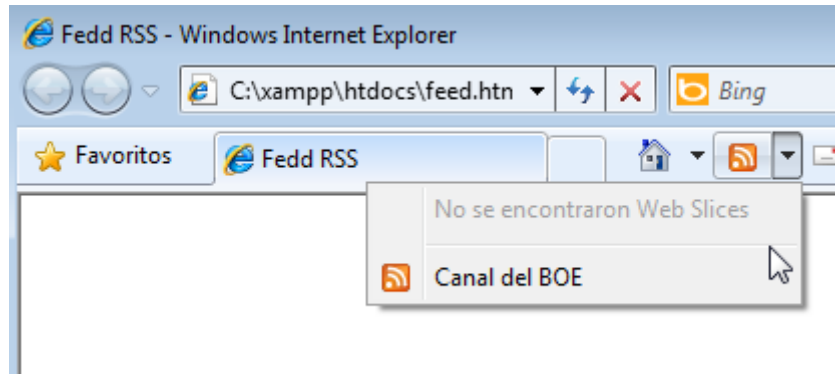 Fedd RSS - Windows Internet Explorer
C:\xampp\htdocs\feed.htn
Bing
Favoritos
Fedd RSS
No se encontraron Web Slices
Canal del BOE